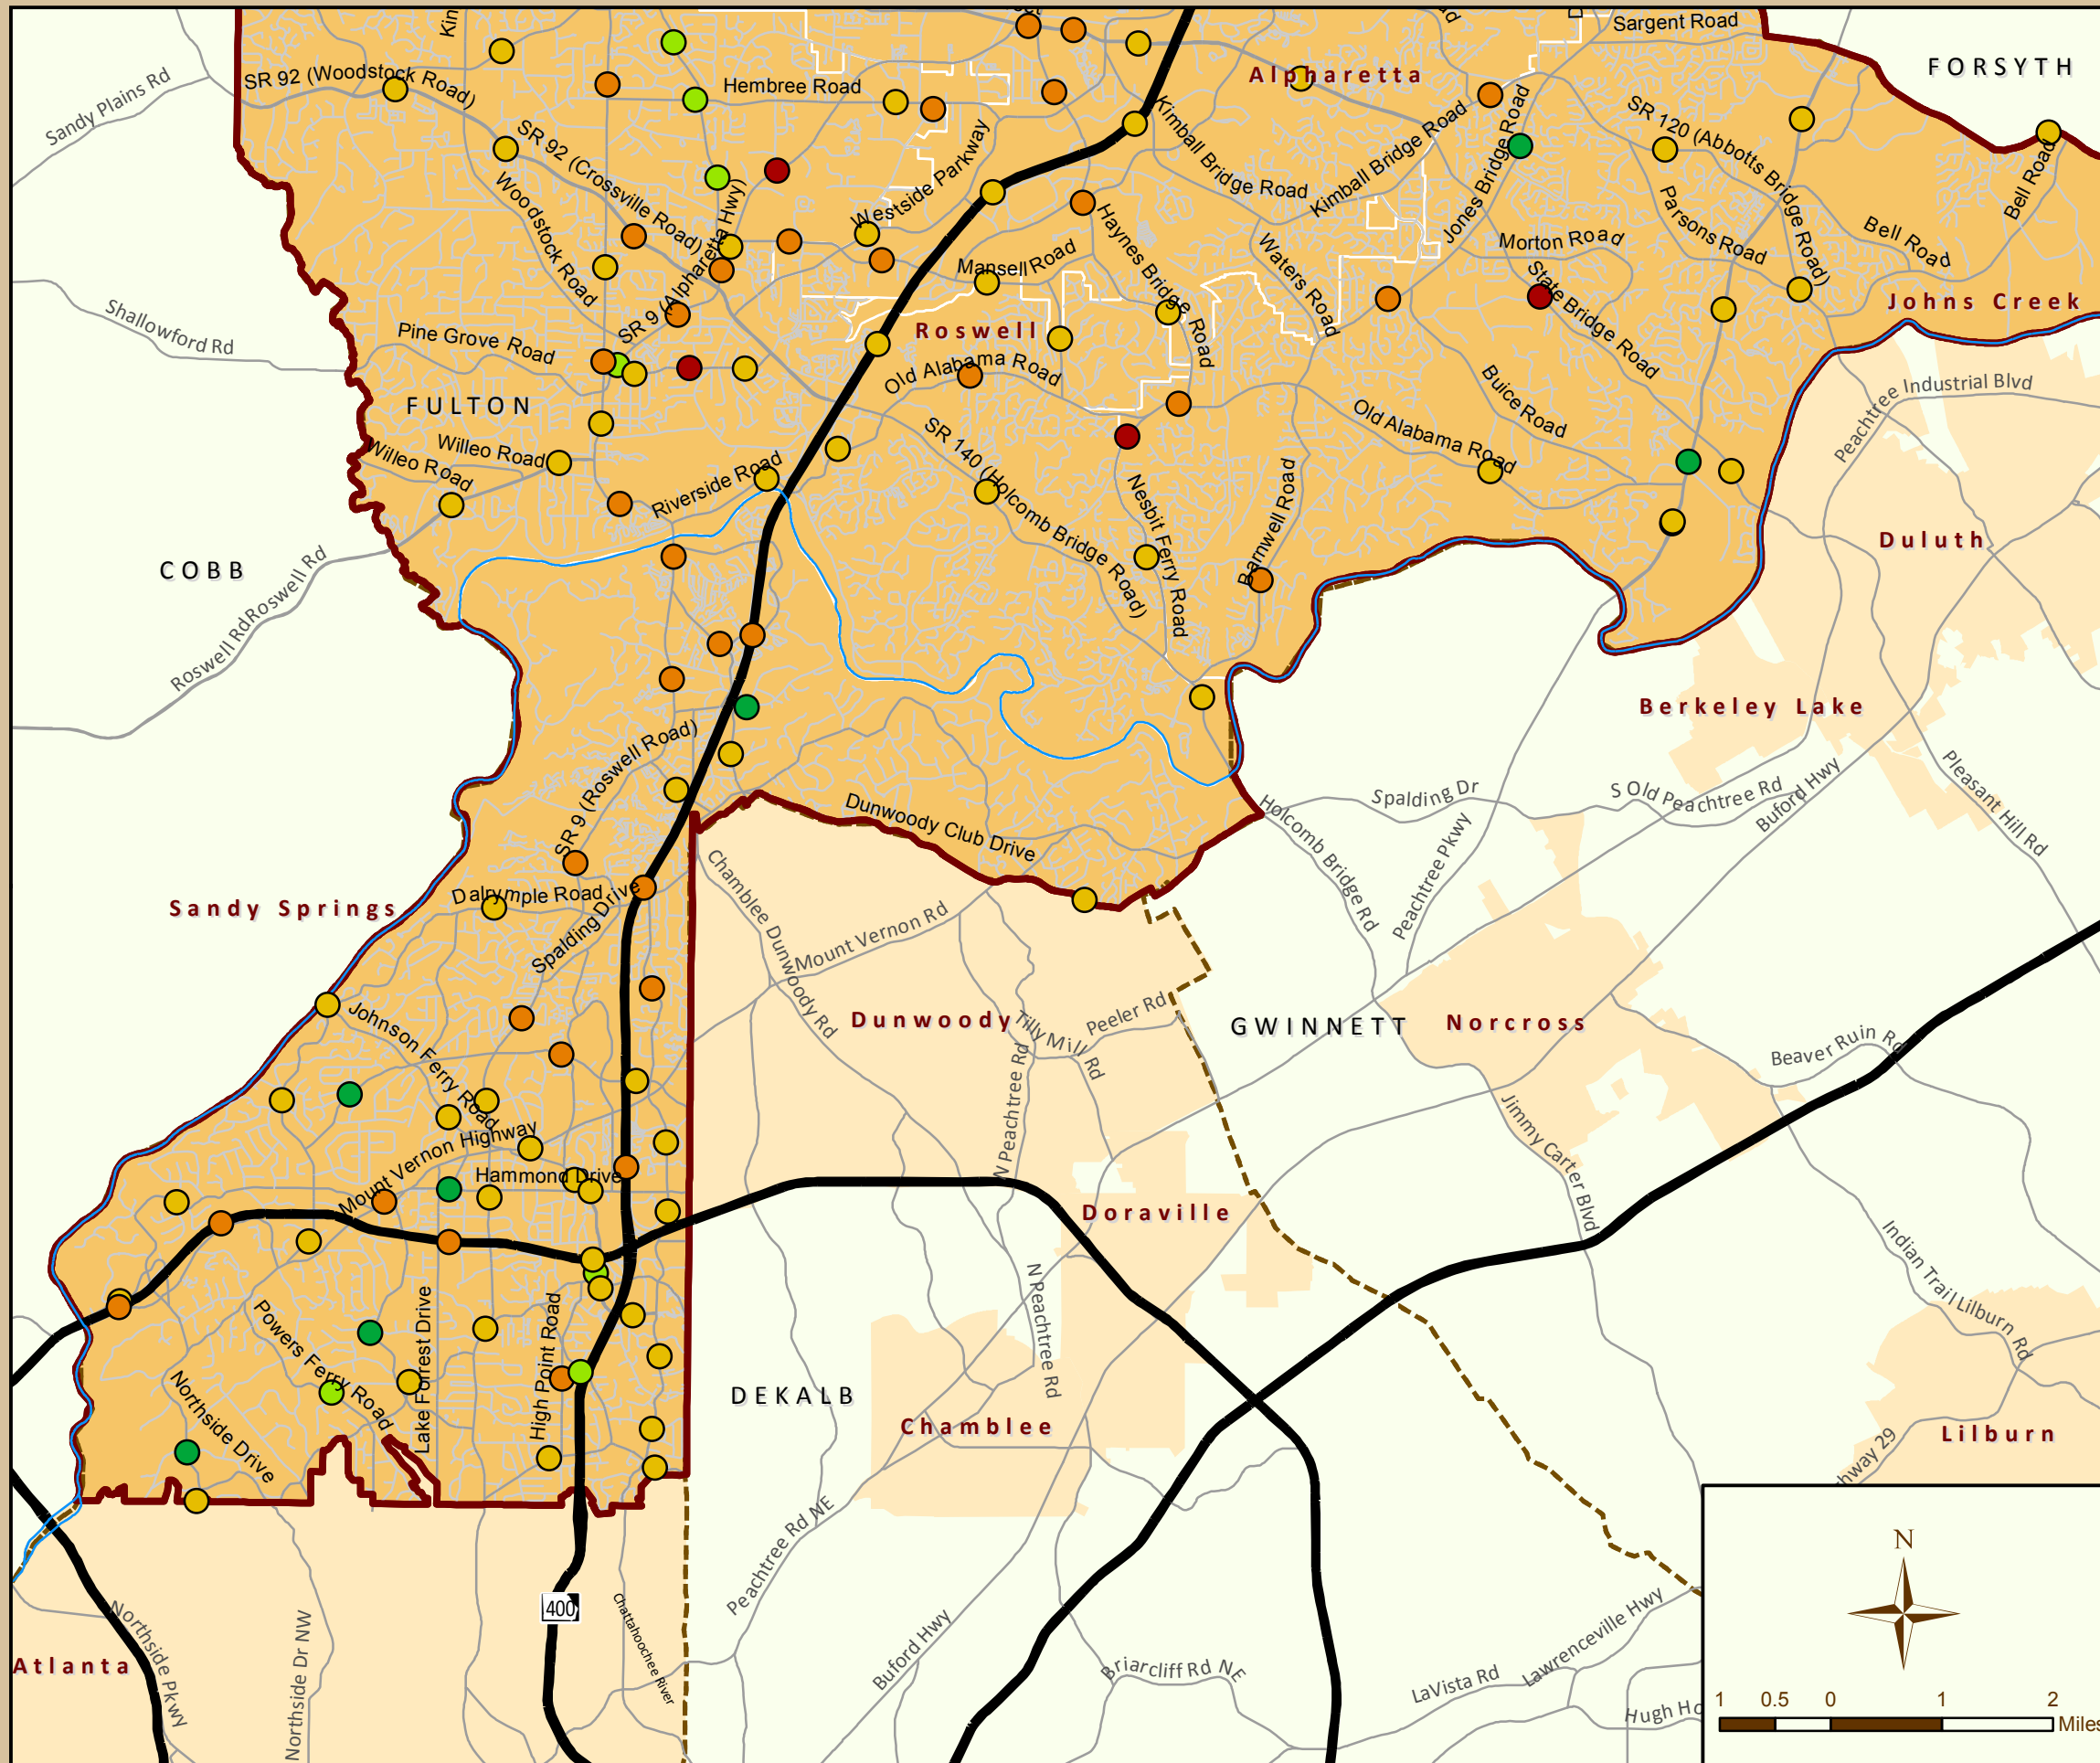 Sargent Road
FORSYTH
Kin
SR 92 (Woodstock Road)
Sandy Plains Rd
Hembree Road
Alpharetta
Kimball Bridge Road
Kimball Bridge Road
Jones Bridge Road
SR 120 (Abbotts Bridge Road)
SR 92 (Crossville Road)
Westside Parkway
Woodstock Road
SR 9 (Alpharetta Hwy)
Haynes Bridge Road
Mansell Road
Waters Road
Morton Road
Parsons Road
Bell Road
Bell Road
State Bridge Road
Johns Creek
Shallowford Rd
Pine Grove Road
Roswell
Old Alabama Road
Peachtree Industrial Blvd
FULTON
Buice Road
Old Alabama Road
Willeo Road
Willeo Road
Riverside Road
SR 140 (Holcomb Bridge Road)
Nesbit Ferry Road
Barnwell Road
Duluth
COBB
Roswell Rd
Roswell Rd
Berkeley Lake
SR 9 (Roswell Road)
Dunwoody Club Drive
Spalding Dr
S Old Peachtree Rd
Buford Hwy
Pleasant Hill Rd
Holcomb Bridge Rd
Peachtree Pkwy
Sandy Springs
Dalrymple Road
Spalding Drive
Chamblee Dunwoody Rd
Mount Vernon Rd
Johnson Ferry Road
Dunwoody
Tilly Mill Rd
Peeler Rd
GWINNETT
Norcross
Beaver Ruin Rd
N Peachtree Rd
Jimmy Carter Blvd
Mount Vernon Highway
Hammond Drive
Doraville
Indian Trail Lilburn Rd
N Peachtree Rd
Powers Ferry Road
Lake Forrest Drive
High Point Road
Northside Drive
DEKALB
Chamblee
Lilburn
hway 29
Peachtree Rd NE
N
400
Chattahoochee River
Northside Pkwy
Northside Dr NW
Atlanta
Buford Hwy
Briarcliff Rd NE
LaVista Rd
Lawrenceville Hwy
Hugh Ho
1 0.5 0 1 2
Miles